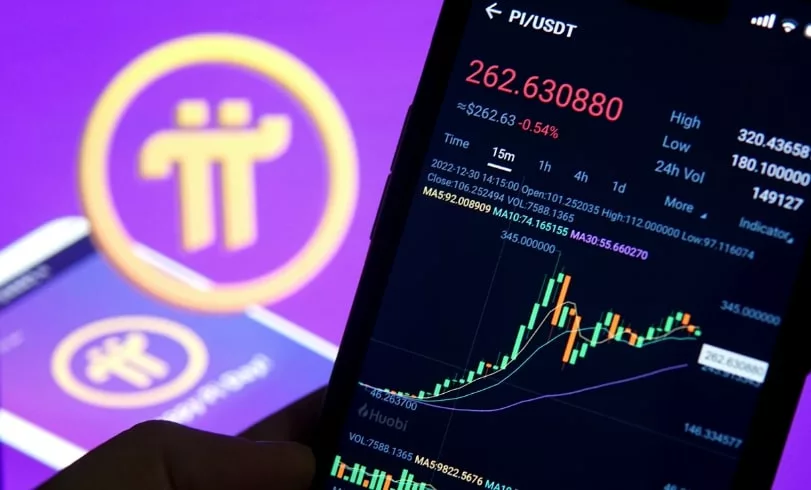 PI/USDT
262.630880
≈$262.63 -0.54%
High 320.43658
Low 180.100000
24h Vol 149127
Time 15m 1h 4h 1d More Indicator
2022-12-30 14:15:00 Open:101.252035 High:112.000000 Low:97.116074
Close:106.252494 VOL:7588.1365
MA5:92.008909 MA10:74.165155 MA30:55.660270
345.000000
345.000000
262.630880
46.263700
146.334577
Huobi
VOL:7588.1365 MA5:9822.5676 MA10